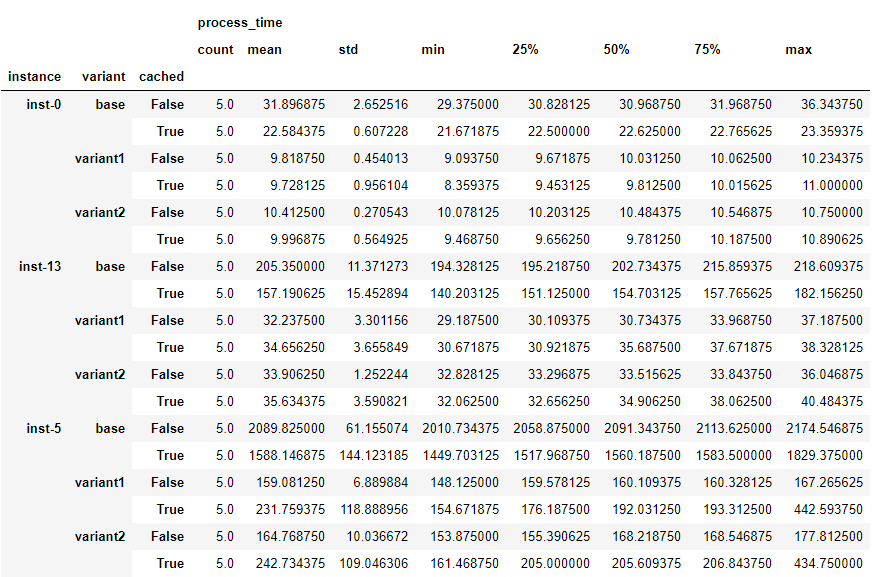 process_time
count mean std min 25% 50% 75% max
instance variant cached
inst-0 base False 5.0 31.896875 2.652516 29.375000 30.828125 30.968750 31.968750 36.343750
True 5.0 22.584375 0.607228 21.671875 22.500000 22.625000 22.765625 23.359375
variant1 False 5.0 9.818750 0.454013 9.093750 9.671875 10.031250 10.062500 10.234375
True 5.0 9.728125 0.956104 8.359375 9.453125 9.812500 10.015625 11.000000
variant2 False 5.0 10.412500 0.270543 10.078125 10.203125 10.484375 10.546875 10.750000
True 5.0 9.996875 0.564925 9.468750 9.656250 9.781250 10.187500 10.890625
inst-13 base False 5.0 205.350000 11.371273 194.328125 195.218750 202.734375 215.859375 218.609375
True 5.0 157.190625 15.452894 140.203125 151.125000 154.703125 157.765625 182.156250
variant1 False 5.0 32.237500 3.301156 29.187500 30.109375 30.734375 33.968750 37.187500
True 5.0 34.656250 3.655849 30.671875 30.921875 35.687500 37.671875 38.328125
variant2 False 5.0 33.906250 1.252244 32.828125 33.296875 33.515625 33.843750 36.046875
True 5.0 35.634375 3.590821 32.062500 32.656250 34.906250 38.062500 40.484375
inst-5 base False 5.0 2089.825000 61.155074 2010.734375 2058.875000 2091.343750 2113.625000 2174.546875
True 5.0 1588.146875 144.123185 1449.703125 1517.968750 1560.187500 1583.500000 1829.375000
variant1 False 5.0 159.081250 6.889884 148.125000 159.578125 160.109375 160.328125 167.265625
True 5.0 231.759375 118.888956 154.671875 176.187500 192.031250 193.312500 442.593750
variant2 False 5.0 164.768750 10.036672 153.875000 155.390625 168.218750 168.546875 177.812500
True 5.0 242.734375 109.046306 161.468750 205.000000 205.609375 206.843750 434.750000